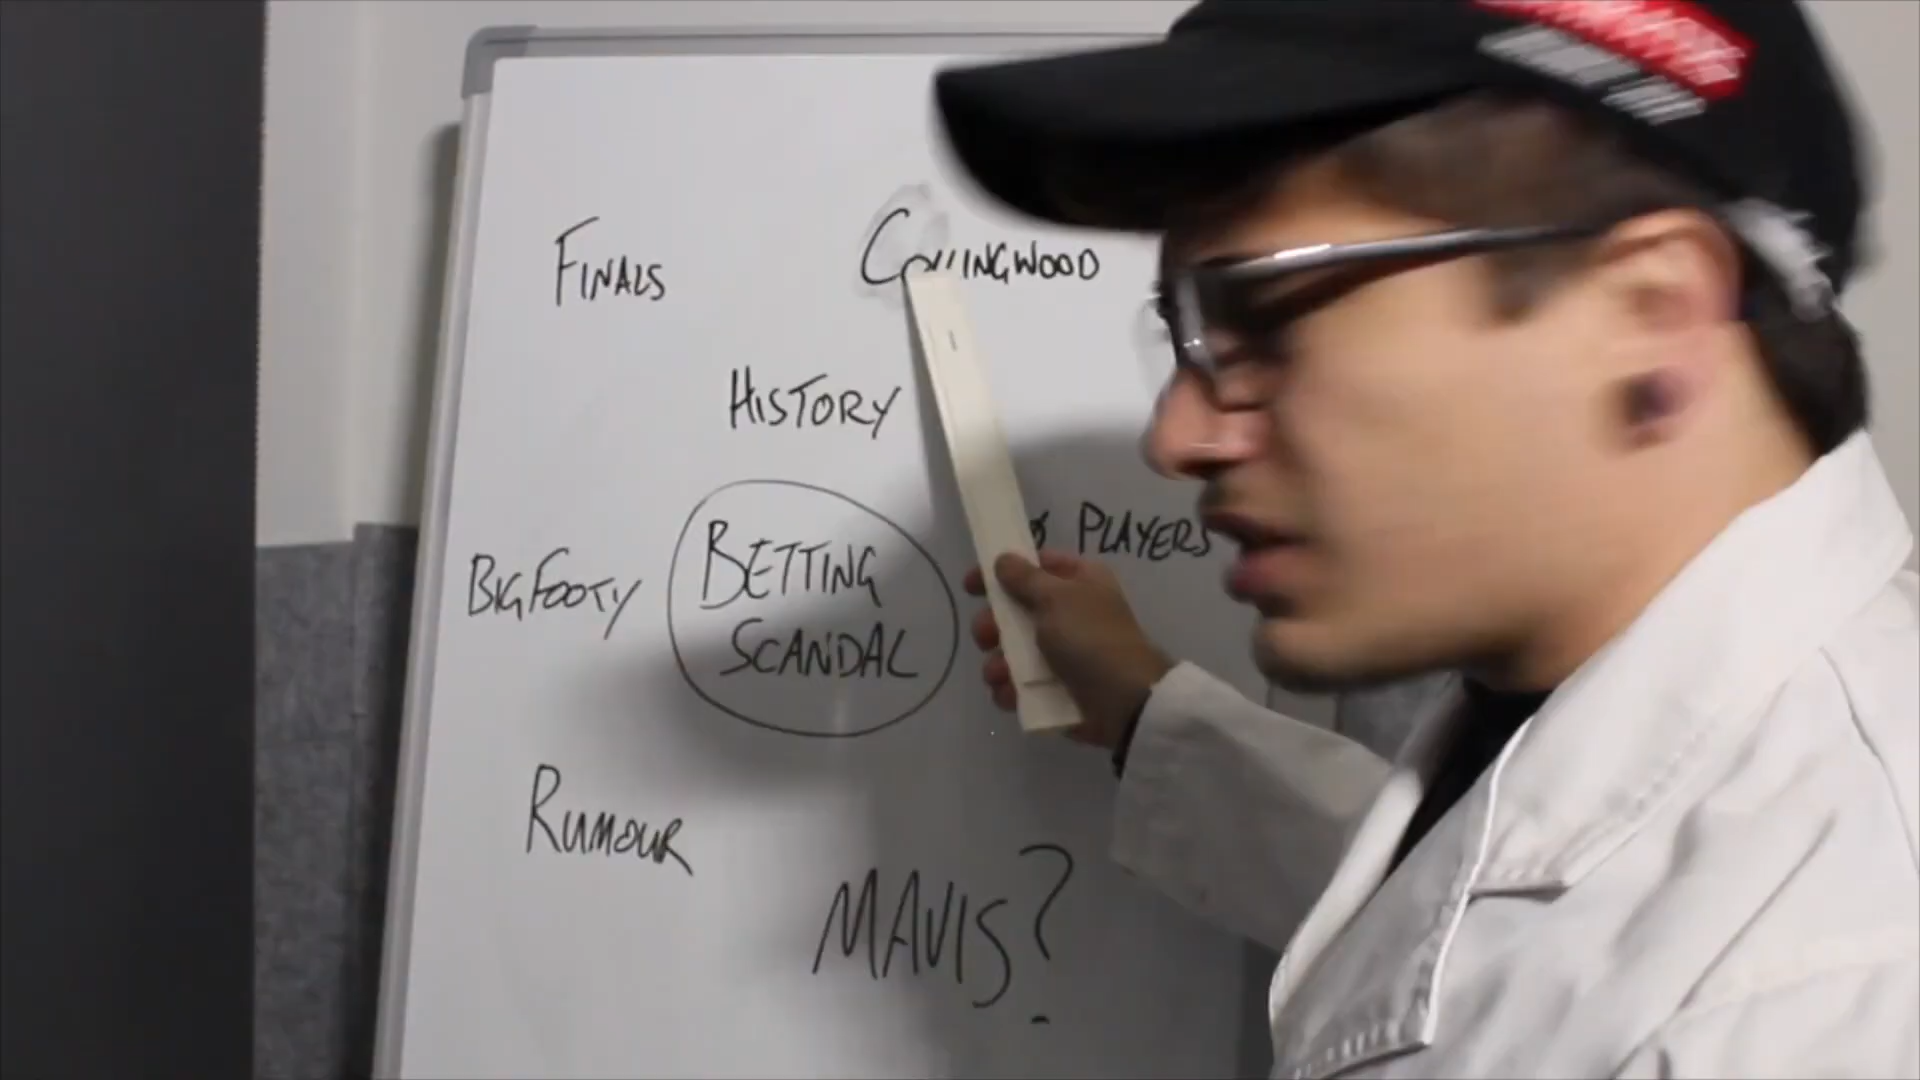 FINALS
COLLINGWOOD
HISTORY
PLAYERS
BIGFOOTY
BETTING
SCANDAL
RUMOUR
MAVIS?